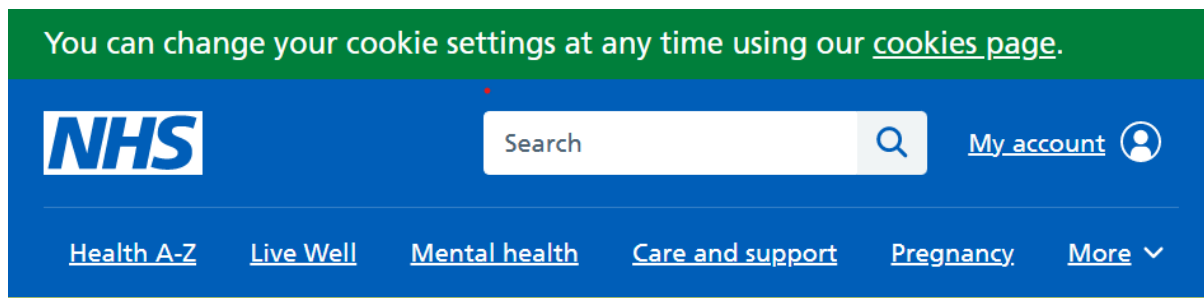 You can change your cookie settings at any time using our cookies page.
NHS Search My account
Health A-Z Live Well Mental health Care and support Pregnancy More